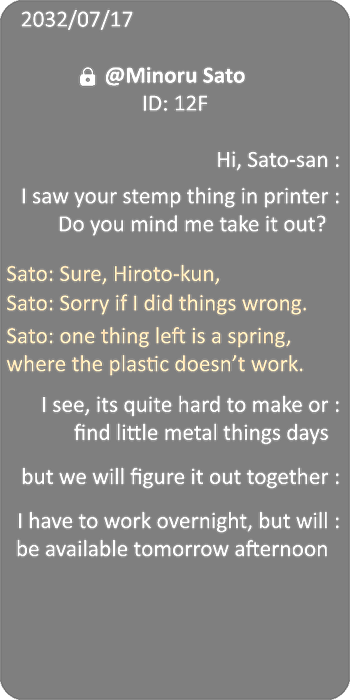 2032/07/17
@Minoru Sato
ID: 12F
Hi, Sato-san :
I saw your stemp thing in printer :
Do you mind me take it out?
Sato: Sure, Hiroto-kun,
Sato: Sorry if I did things wrong.
Sato: one thing left is a spring,
where the plastic doesn’t work.
I see, its quite hard to make or :
find little metal things days
but we will figure it out together :
I have to work overnight, but will :
be available tomorrow afternoon